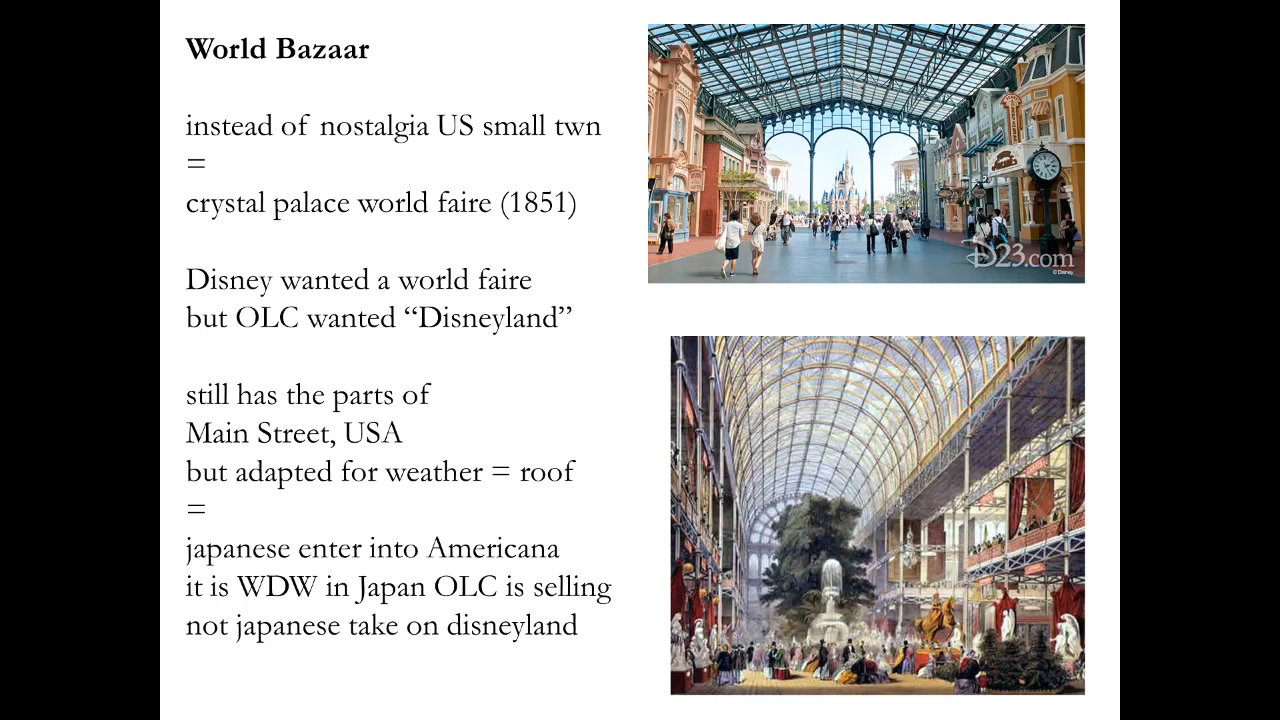 World Bazaar
instead of nostalgia US small twn
=
crystal palace world faire (1851)
Disney wanted a world faire
but OLC wanted “Disneyland”
still has the parts of
Main Street, USA
but adapted for weather = roof
=
japanese enter into Americana
it is WDW in Japan OLC is selling
not japanese take on disneyland
D23.com
© Disney